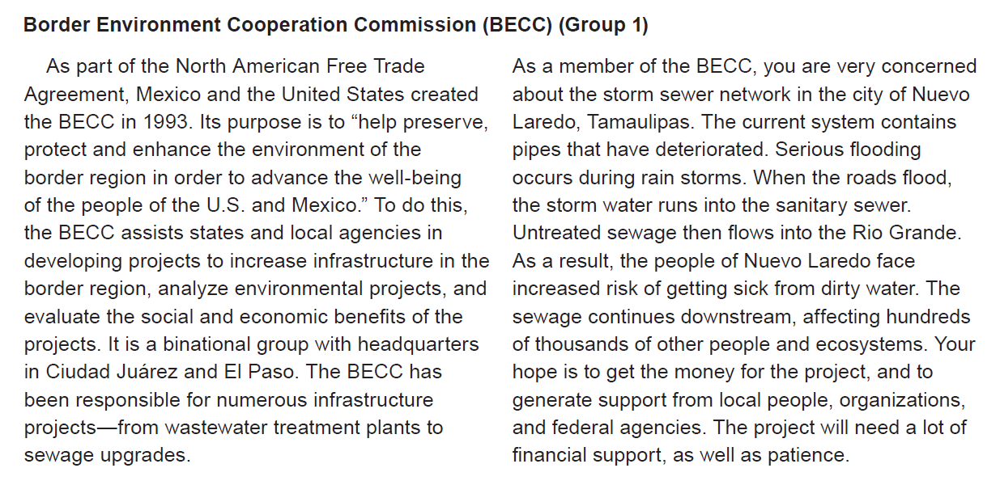 Border Environment Cooperation Commission (BECC) (Group 1)
As part of the North American Free Trade
Agreement, Mexico and the United States created
the BECC in 1993. Its purpose is to “help preserve,
protect and enhance the environment of the
border region in order to advance the well-being
of the people of the U.S. and Mexico.” To do this,
the BECC assists states and local agencies in
developing projects to increase infrastructure in the
border region, analyze environmental projects, and
evaluate the social and economic benefits of the
projects. It is a binational group with headquarters
in Ciudad Juárez and El Paso. The BECC has
been responsible for numerous infrastructure
projects—from wastewater treatment plants to
sewage upgrades.
As a member of the BECC, you are very concerned
about the storm sewer network in the city of Nuevo
Laredo, Tamaulipas. The current system contains
pipes that have deteriorated. Serious flooding
occurs during rain storms. When the roads flood,
the storm water runs into the sanitary sewer.
Untreated sewage then flows into the Rio Grande.
As a result, the people of Nuevo Laredo face
increased risk of getting sick from dirty water. The
sewage continues downstream, affecting hundreds
of thousands of other people and ecosystems. Your
hope is to get the money for the project, and to
generate support from local people, organizations,
and federal agencies. The project will need a lot of
financial support, as well as patience.